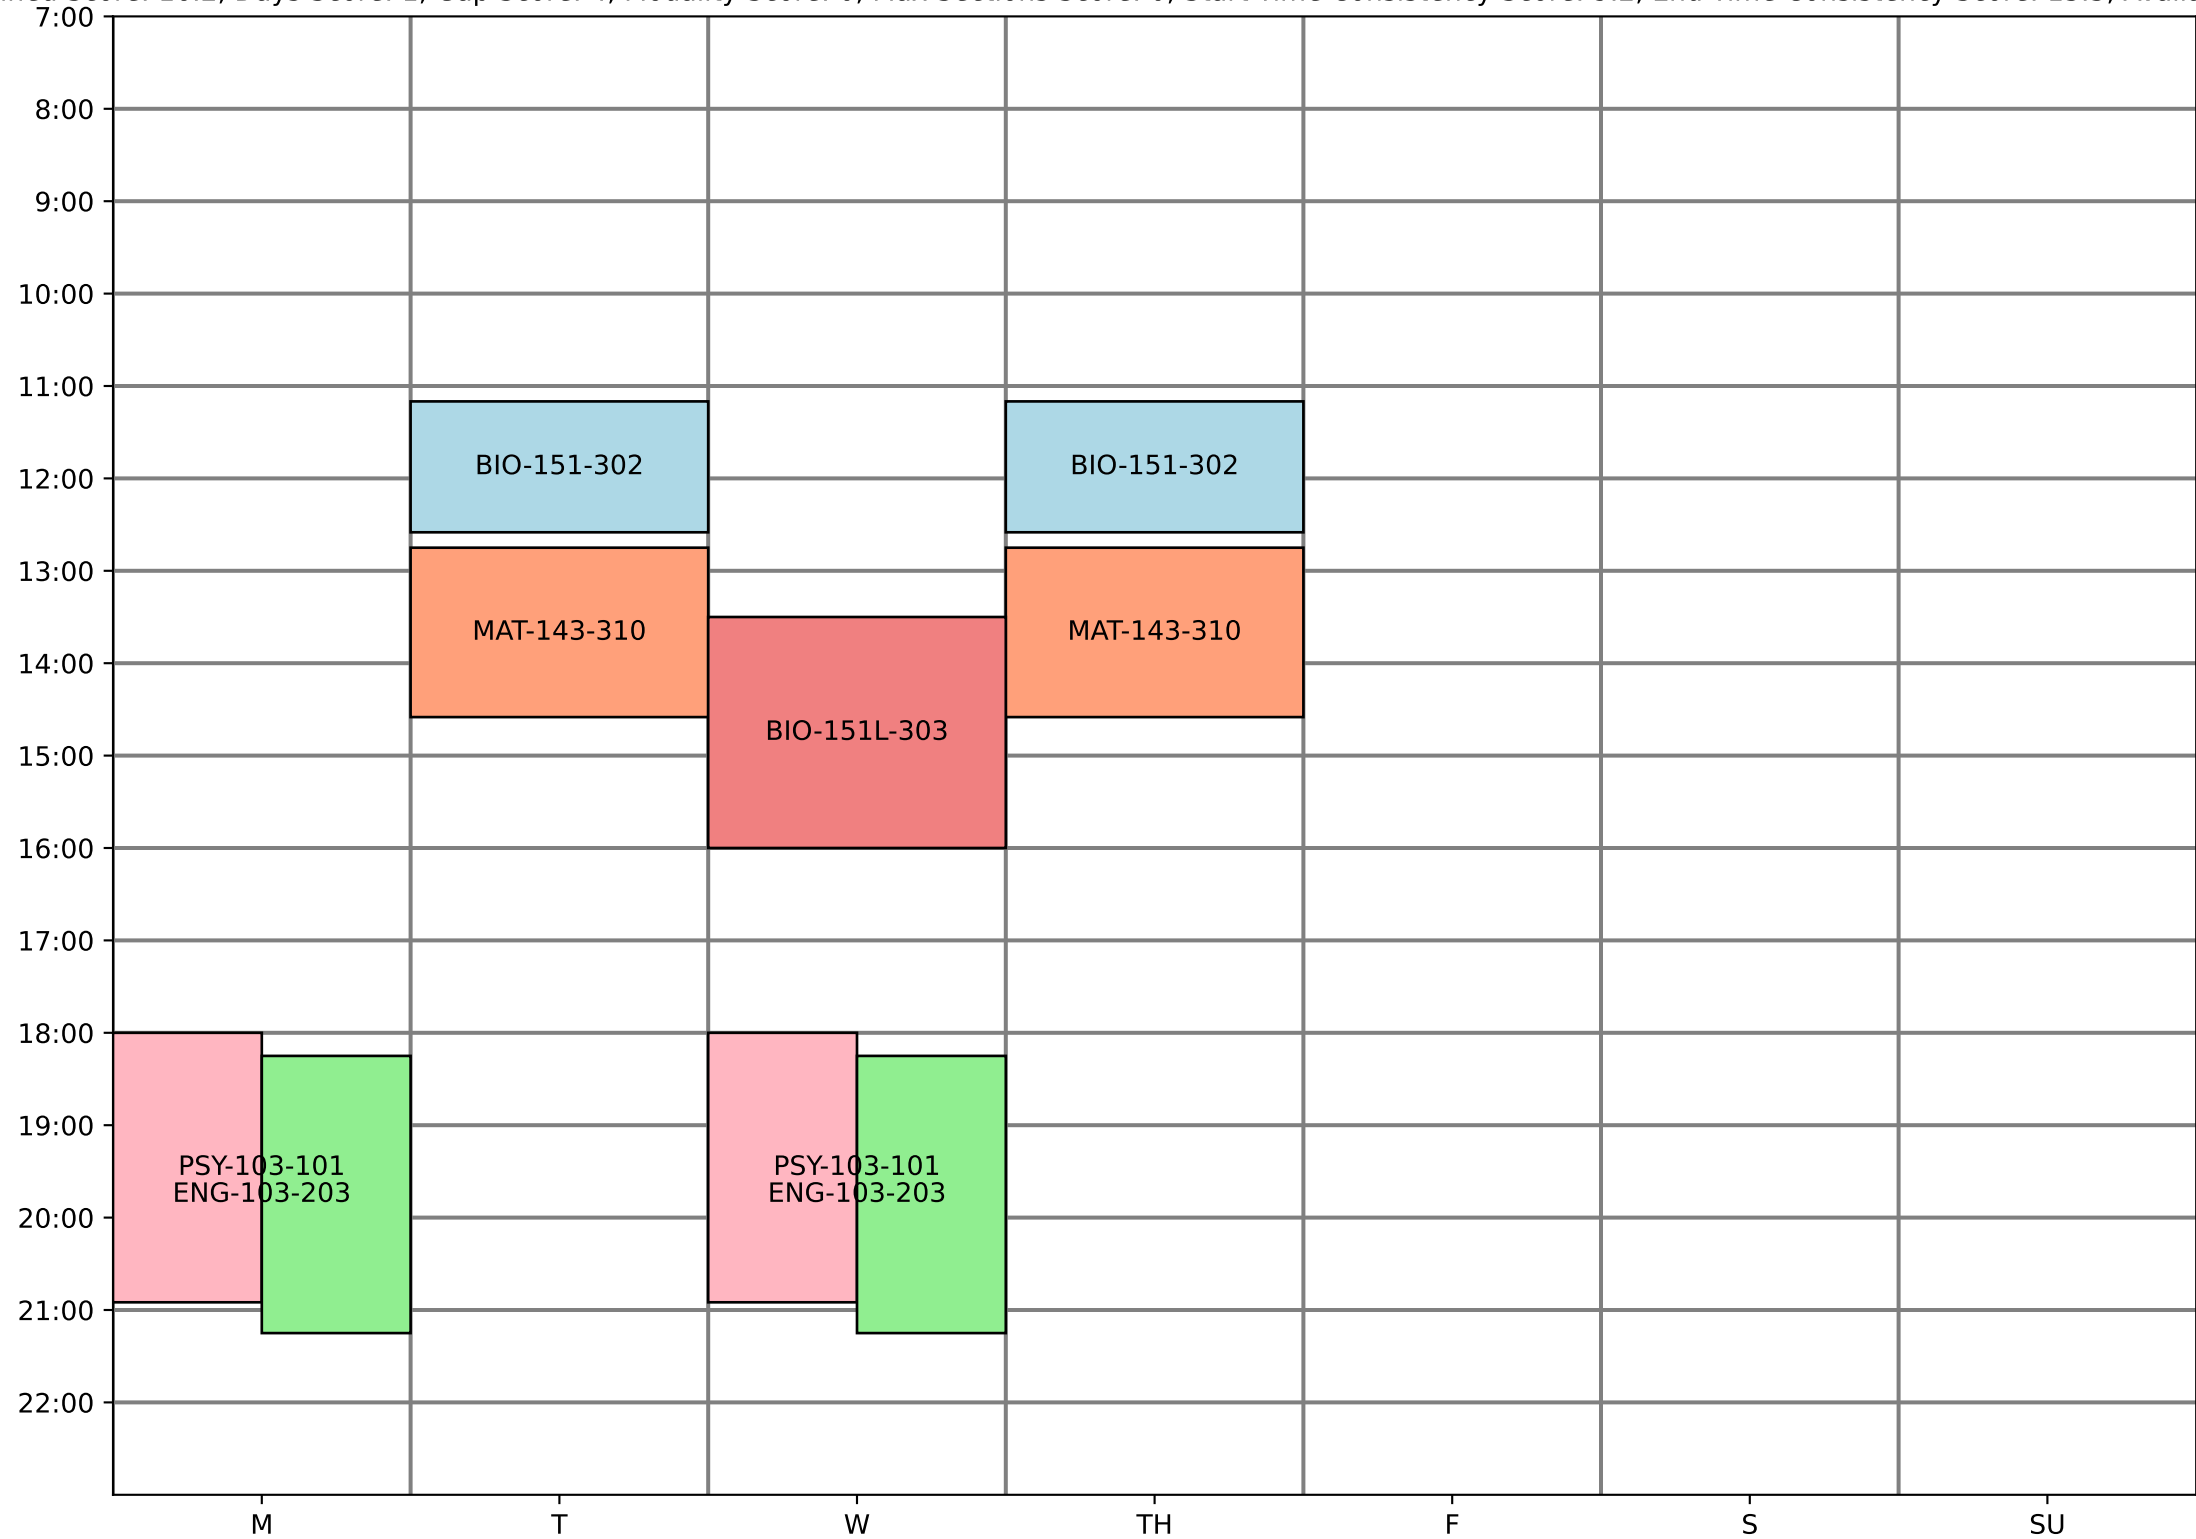 7:00
8:00
9:00
10:00
11:00
BIO-151-302 BIO-151-302
12:00
13:00
MAT-143-310 MAT-143-310
14:00
BIO-151L-303
15:00
16:00
17:00
18:00
19:00
PSY-103-101 PSY-103-101
ENG-103-203 ENG-103-203
20:00
21:00
22:00
M T W TH F S SU